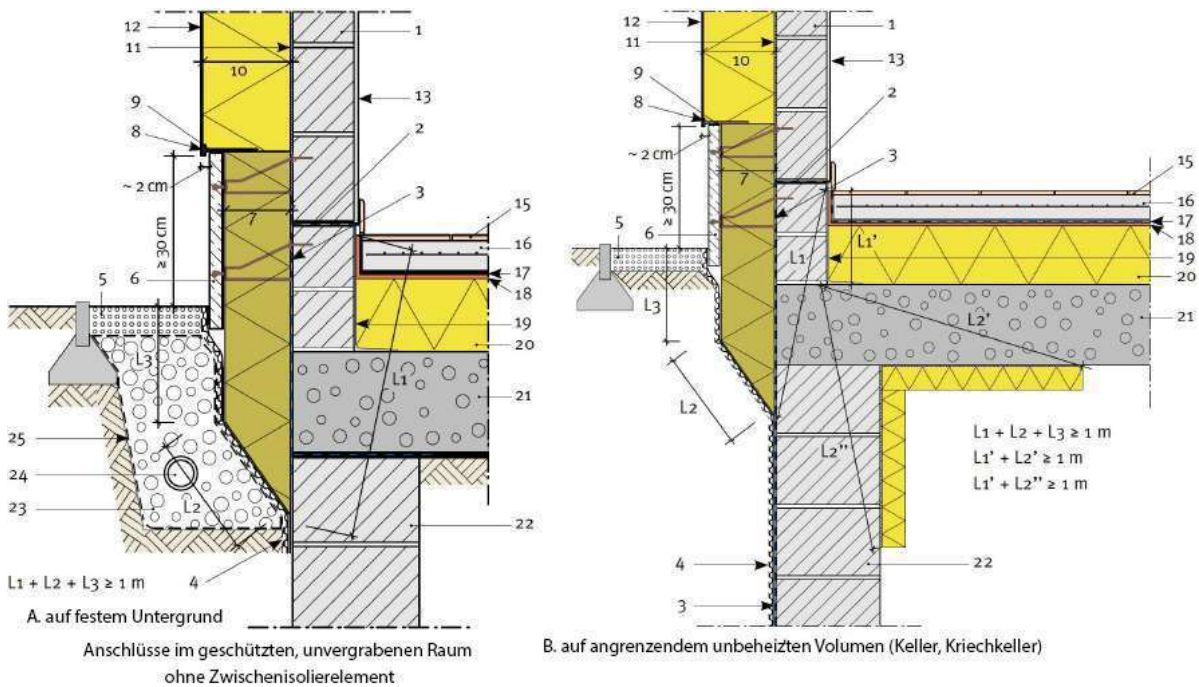 12
11
10
9
8
~ 2 cm
7
≥ 30 cm
6
5
L3
25
24
23
L2
4
L1 + L2 + L3 ≥ 1 m
1
13
2
3
15
16
17
18
19
20
L1
21
22
A. auf festem Untergrund
Anschlüsse im geschützten, unvergrabenen Raum
ohne Zwischenisolierelement
12
11
10
9
8
~ 2 cm
7
≥ 30 cm
6
5
L3
L2
4
3
1
13
2
3
15
16
17
18
19
20
L1
L1'
L2'
21
L2''
22
L1 + L2 + L3 ≥ 1 m
L1' + L2' ≥ 1 m
L1' + L2'' ≥ 1 m
B. auf angrenzendem unbeheizten Volumen (Keller, Kriechkeller)